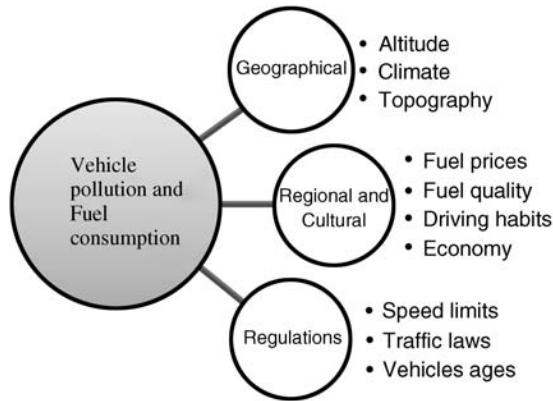 Vehicle
pollution and
Fuel
consumption
Geographical
• Altitude
• Climate
• Topography
Regional and
Cultural
• Fuel prices
• Fuel quality
• Driving habits
• Economy
Regulations
• Speed limits
• Traffic laws
• Vehicles ages